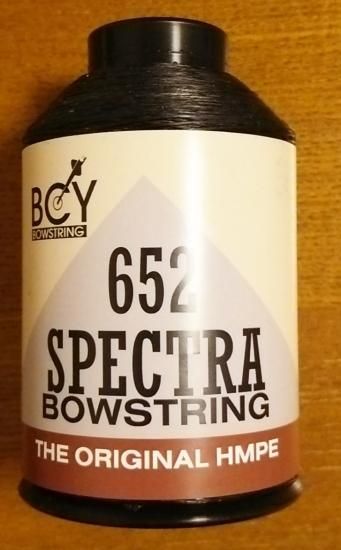 BCY
BOWSTRING
652
SPECTRA
BOWSTRING
THE ORIGINAL HMPE